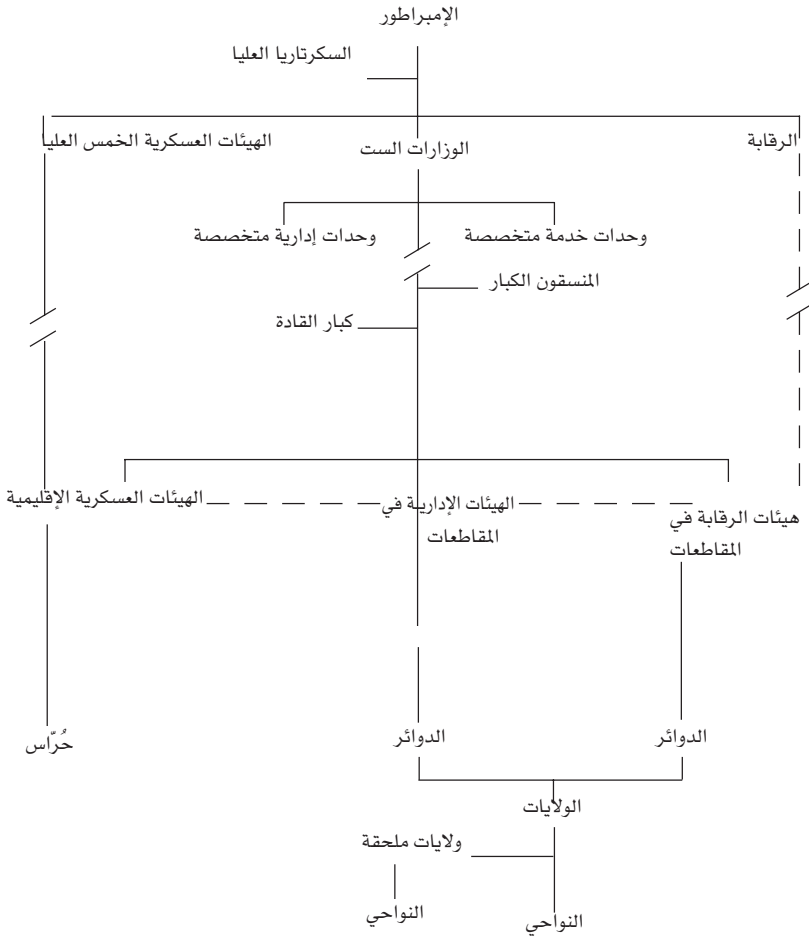 الإمبراطور
السكرتاريا العليا
الرقابة
الوزارات الست
الهيئات العسكرية الخمس العليا
وحدات خدمة متخصصة
وحدات إدارية متخصصة
المنسقون الكبار
كبار القادة
هيئات الرقابة في
المقاطعات
الهيئات الإدارية في
المقاطعات
الهيئات العسكرية الإقليمية
الدوائر
الدوائر
حُرّاس
الولايات
ولايات ملحقة
النواحي
النواحي